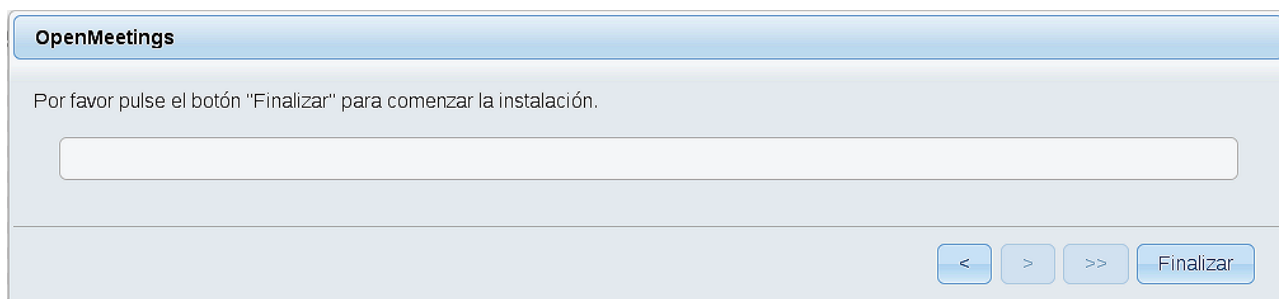 OpenMeetings
Por favor pulse el botón "Finalizar" para comenzar la instalación.
< > >> Finalizar